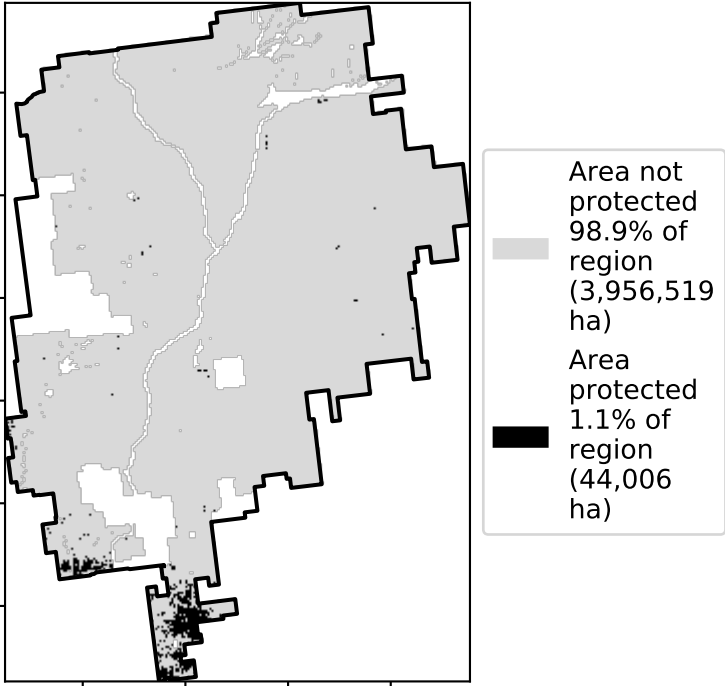 Area not
protected
98.9% of
region
(3,956,519
ha)
Area
protected
1.1% of
region
(44,006
ha)